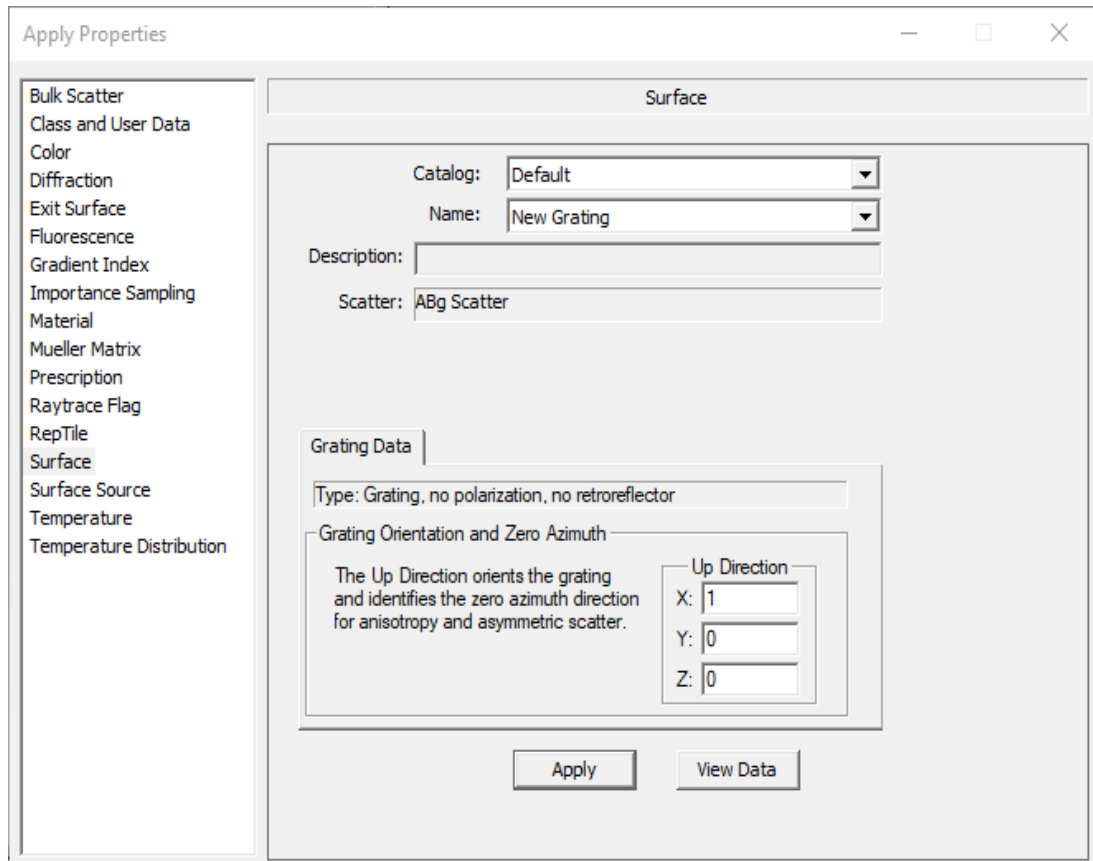 Apply Properties
Bulk Scatter
Class and User Data
Color
Diffraction
Exit Surface
Fluorescence
Gradient Index
Importance Sampling
Material
Mueller Matrix
Prescription
Raytrace Flag
RepTile
Surface
Surface Source
Temperature
Temperature Distribution
Surface
Catalog: Default
Name: New Grating
Description:
Scatter: ABg Scatter
Grating Data
Type: Grating, no polarization, no retroreflector
Grating Orientation and Zero Azimuth
The Up Direction orients the grating
and identifies the zero azimuth direction
for anisotropy and asymmetric scatter.
Up Direction
X: 1
Y: 0
Z: 0
Apply
View Data